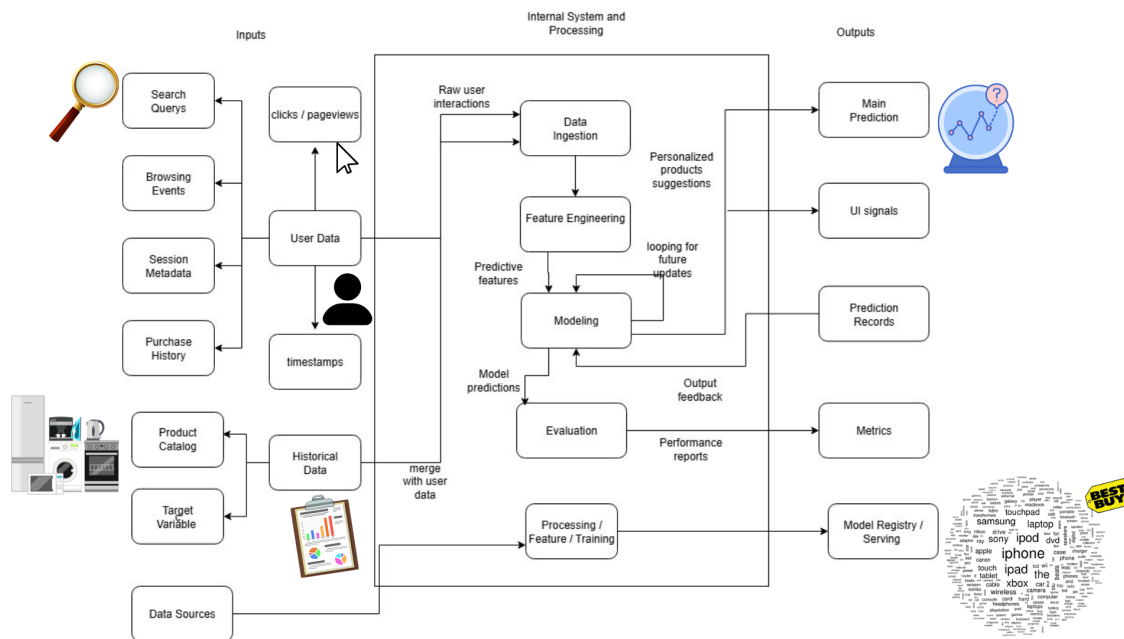 Internal System and
Processing
Inputs
Outputs
Search
Querys
clicks / pageviews
Raw user
interactions
Data
Ingestion
Main
Prediction
?
Personalized
products
suggestions
Browsing
Events
User Data
Feature Engineering
UI signals
Session
Metadata
Predictive
features
looping for
future
updates
Modeling
Prediction
Records
Purchase
History
timestamps
Model
predictions
Output
feedback
Product
Catalog
Historical
Data
merge
with user
data
Evaluation
Performance
reports
Metrics
Target
Variable
Processing /
Feature / Training
Model Registry /
Serving
Data Sources
BEST
BUY
touchpad
samsung
laptop
sony
ipod
dvd
apple
iphone
case
touch
ipad
the
tablet
xbox
car
cable
wireless
camera